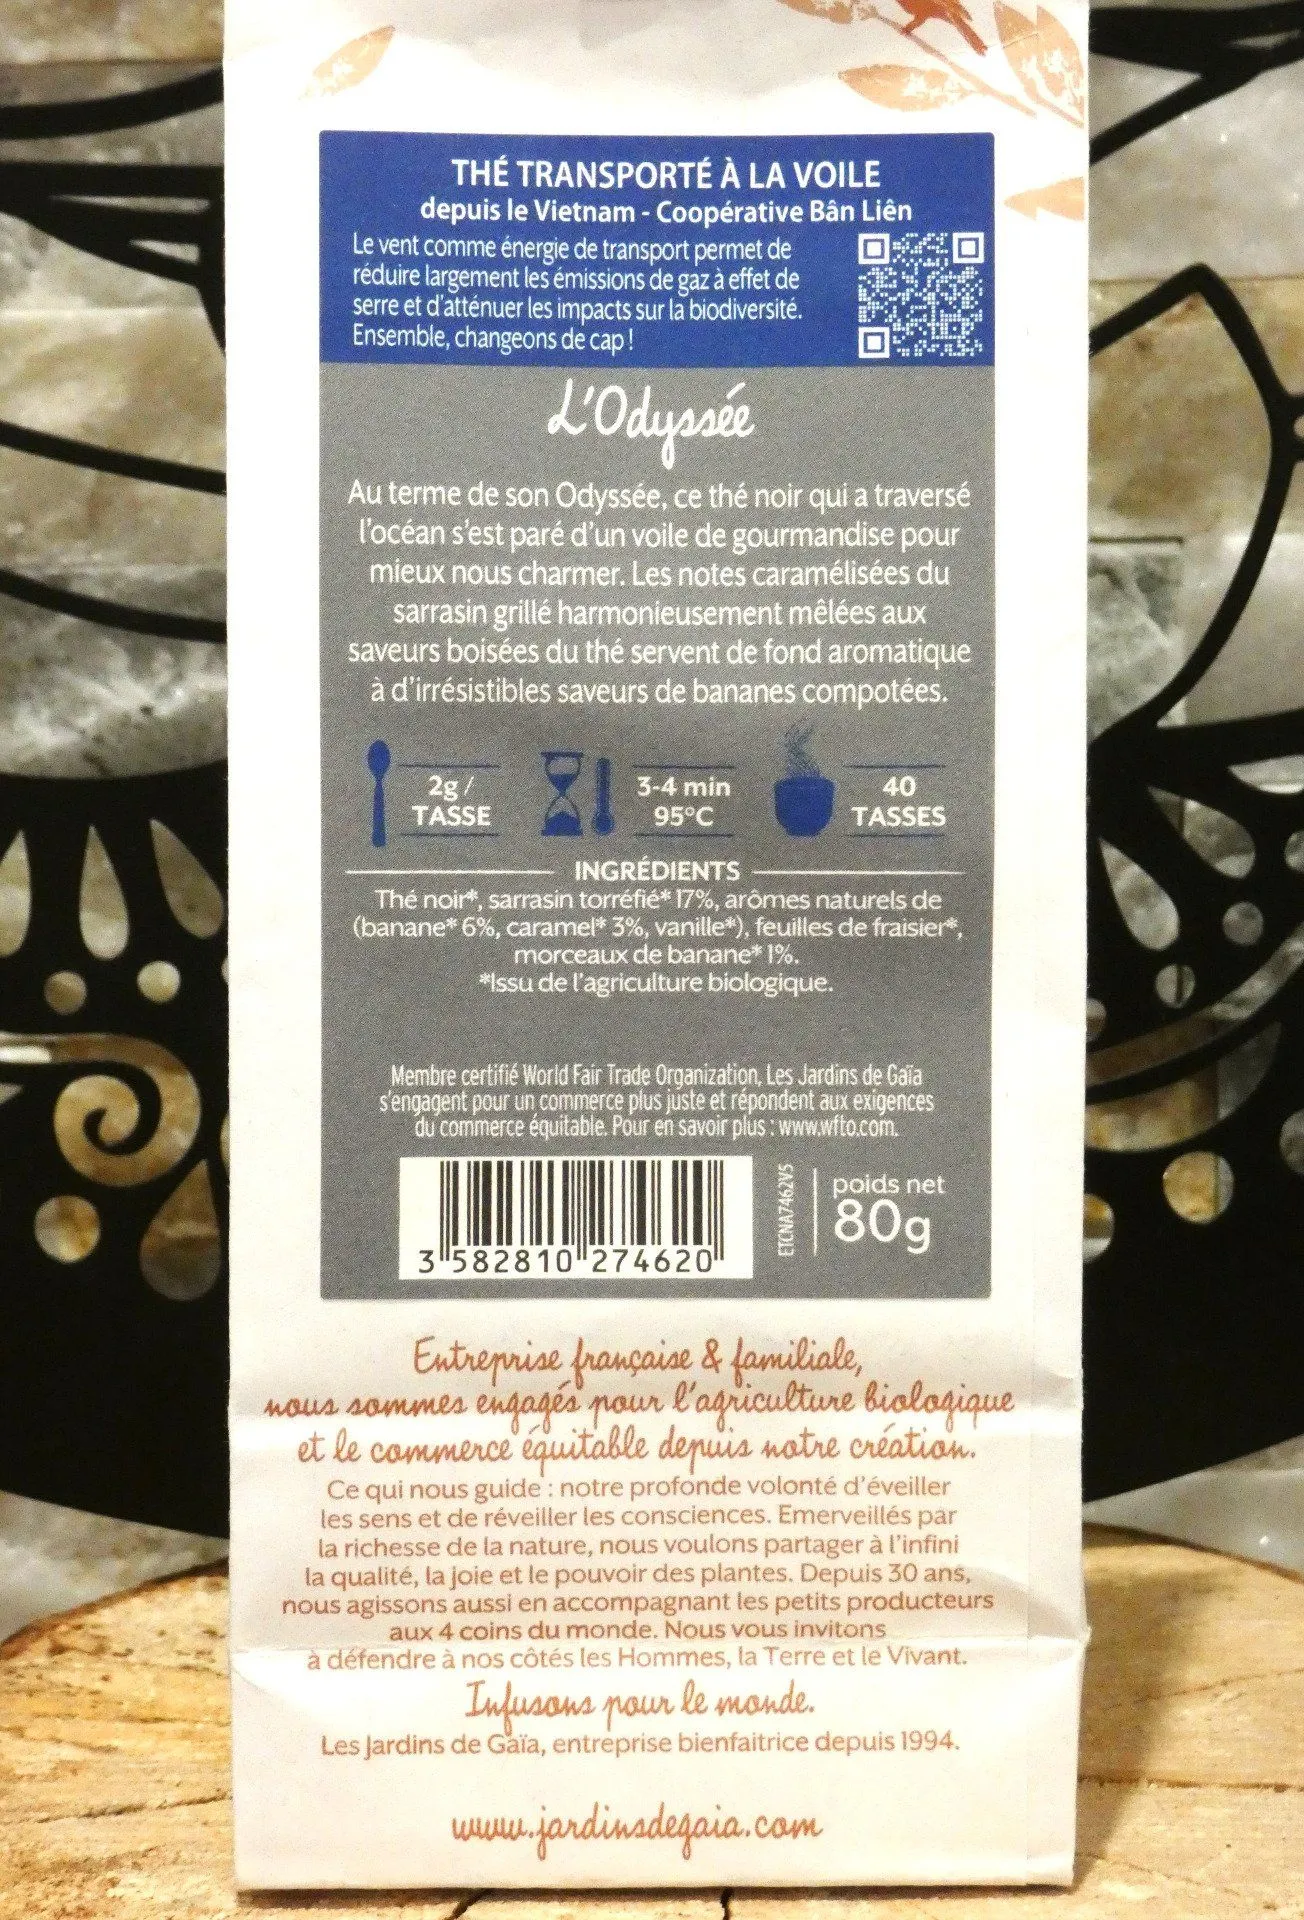 THÉ TRANSPORTÉ À LA VOILE
depuis le Vietnam - Coopérative Bân Liên
Le vent comme énergie de transport permet de
réduire largement les émissions de gaz à effet de
serre et d'atténuer les impacts sur la biodiversité.
Ensemble, changeons de cap !
L'Odyssée
Au terme de son Odyssée, ce thé noir qui a traversé
l'océan s'est paré d'un voile de gourmandise pour
mieux nous charmer. Les notes caramélisées du
sarrasin grillé harmonieusement mêlées aux
saveurs boisées du thé servent de fond aromatique
à d'irrésistibles saveurs de bananes compotées.
2g /
TASSE
3-4 min
95°C
40
TASSES
INGRÉDIENTS
Thé noir*, sarrasin torréfié* 17%, arômes naturels de
(banane* 6%, caramel* 3%, vanille*), feuilles de fraisier*,
morceaux de banane* 1%.
*Issu de l'agriculture biologique.
Membre certifié World Fair Trade Organization, Les Jardins de Gaïa
s'engagent pour un commerce plus juste et répondent aux exigences
du commerce équitable. Pour en savoir plus : www.wfto.com.
3 582810 274620
ETCNA7462V5
poids net
80g
Entreprise française & familiale,
nous sommes engagés pour l'agriculture biologique
et le commerce équitable depuis notre création.
Ce qui nous guide : notre profonde volonté d'éveiller
les sens et de réveiller les consciences. Emerveillés par
la richesse de la nature, nous voulons partager à l'infini
la qualité, la joie et le pouvoir des plantes. Depuis 30 ans,
nous agissons aussi en accompagnant les petits producteurs
aux 4 coins du monde. Nous vous invitons
à défendre à nos côtés les Hommes, la Terre et le Vivant.
Infusons pour le monde.
Les Jardins de Gaïa, entreprise bienfaitrice depuis 1994.
www.jardinsdegaia.com